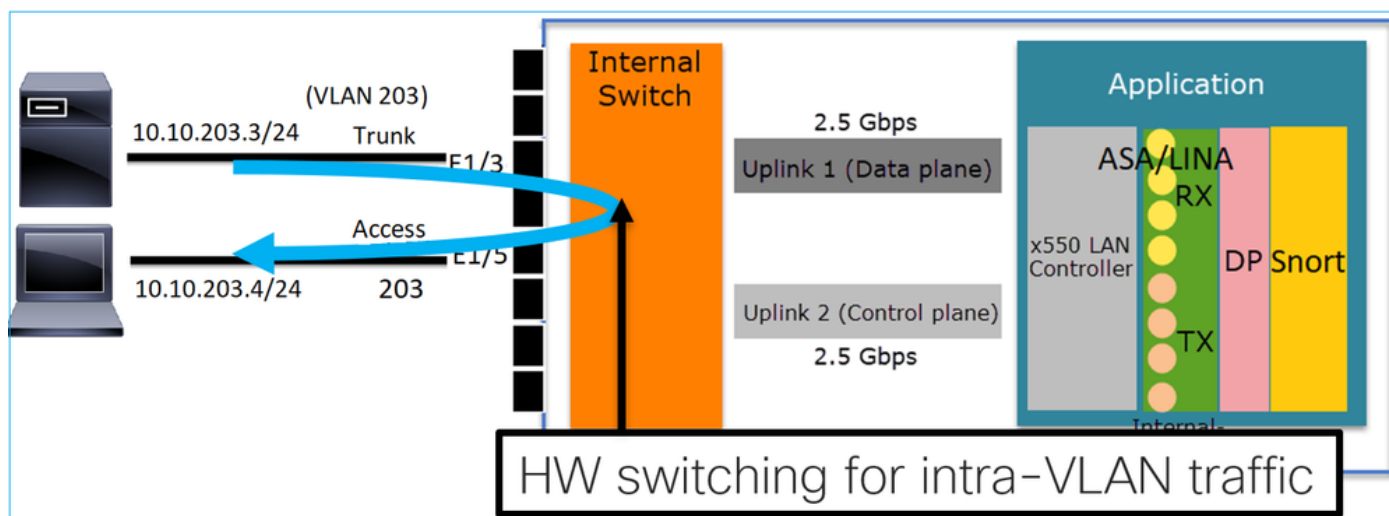 Internal
Switch
Application
(VLAN 203)
10.10.203.3/24
Trunk
E1/3
2.5 Gbps
Uplink 1 (Data plane)
ASA/LINA
RX
Access
E1/5
10.10.203.4/24
203
x550 LAN
Controller
DP
Snort
Uplink 2 (Control plane)
2.5 Gbps
TX
Internal-
HW switching for intra-VLAN traffic